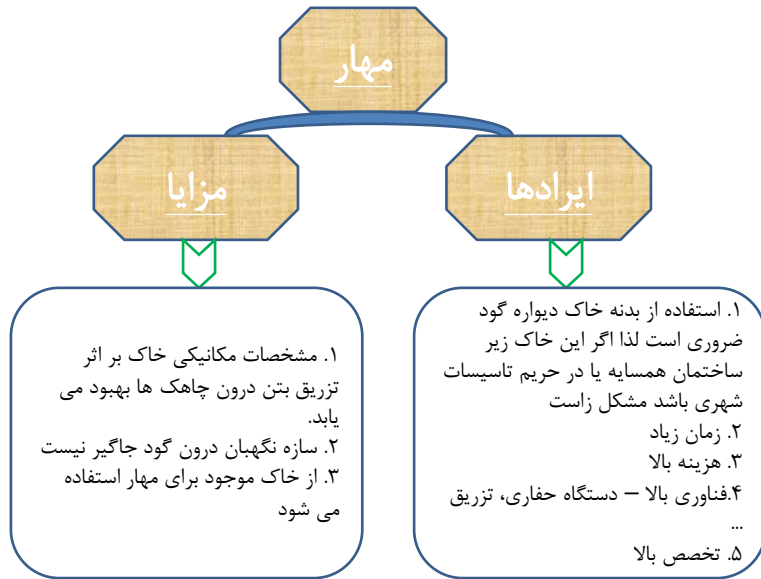 مهار
ایرادها
مزایا
۱. استفاده از بدنه خاک دیواره گود
ضروری است لذا اگر این خاک زیر
ساختمان همسایه یا در حریم تاسیسات
شهری باشد مشکل زاست
۲. زمان زیاد
۳. هزینه بالا
۴.فناوری بالا – دستگاه حفاری، تزریق
...
۵. تخصص بالا
۱. مشخصات مکانیکی خاک بر اثر
تزریق بتن درون چاهک ها بهبود می
یابد.
۲. سازه نگهبان درون گود جاگیر نیست
۳. از خاک موجود برای مهار استفاده
می شود